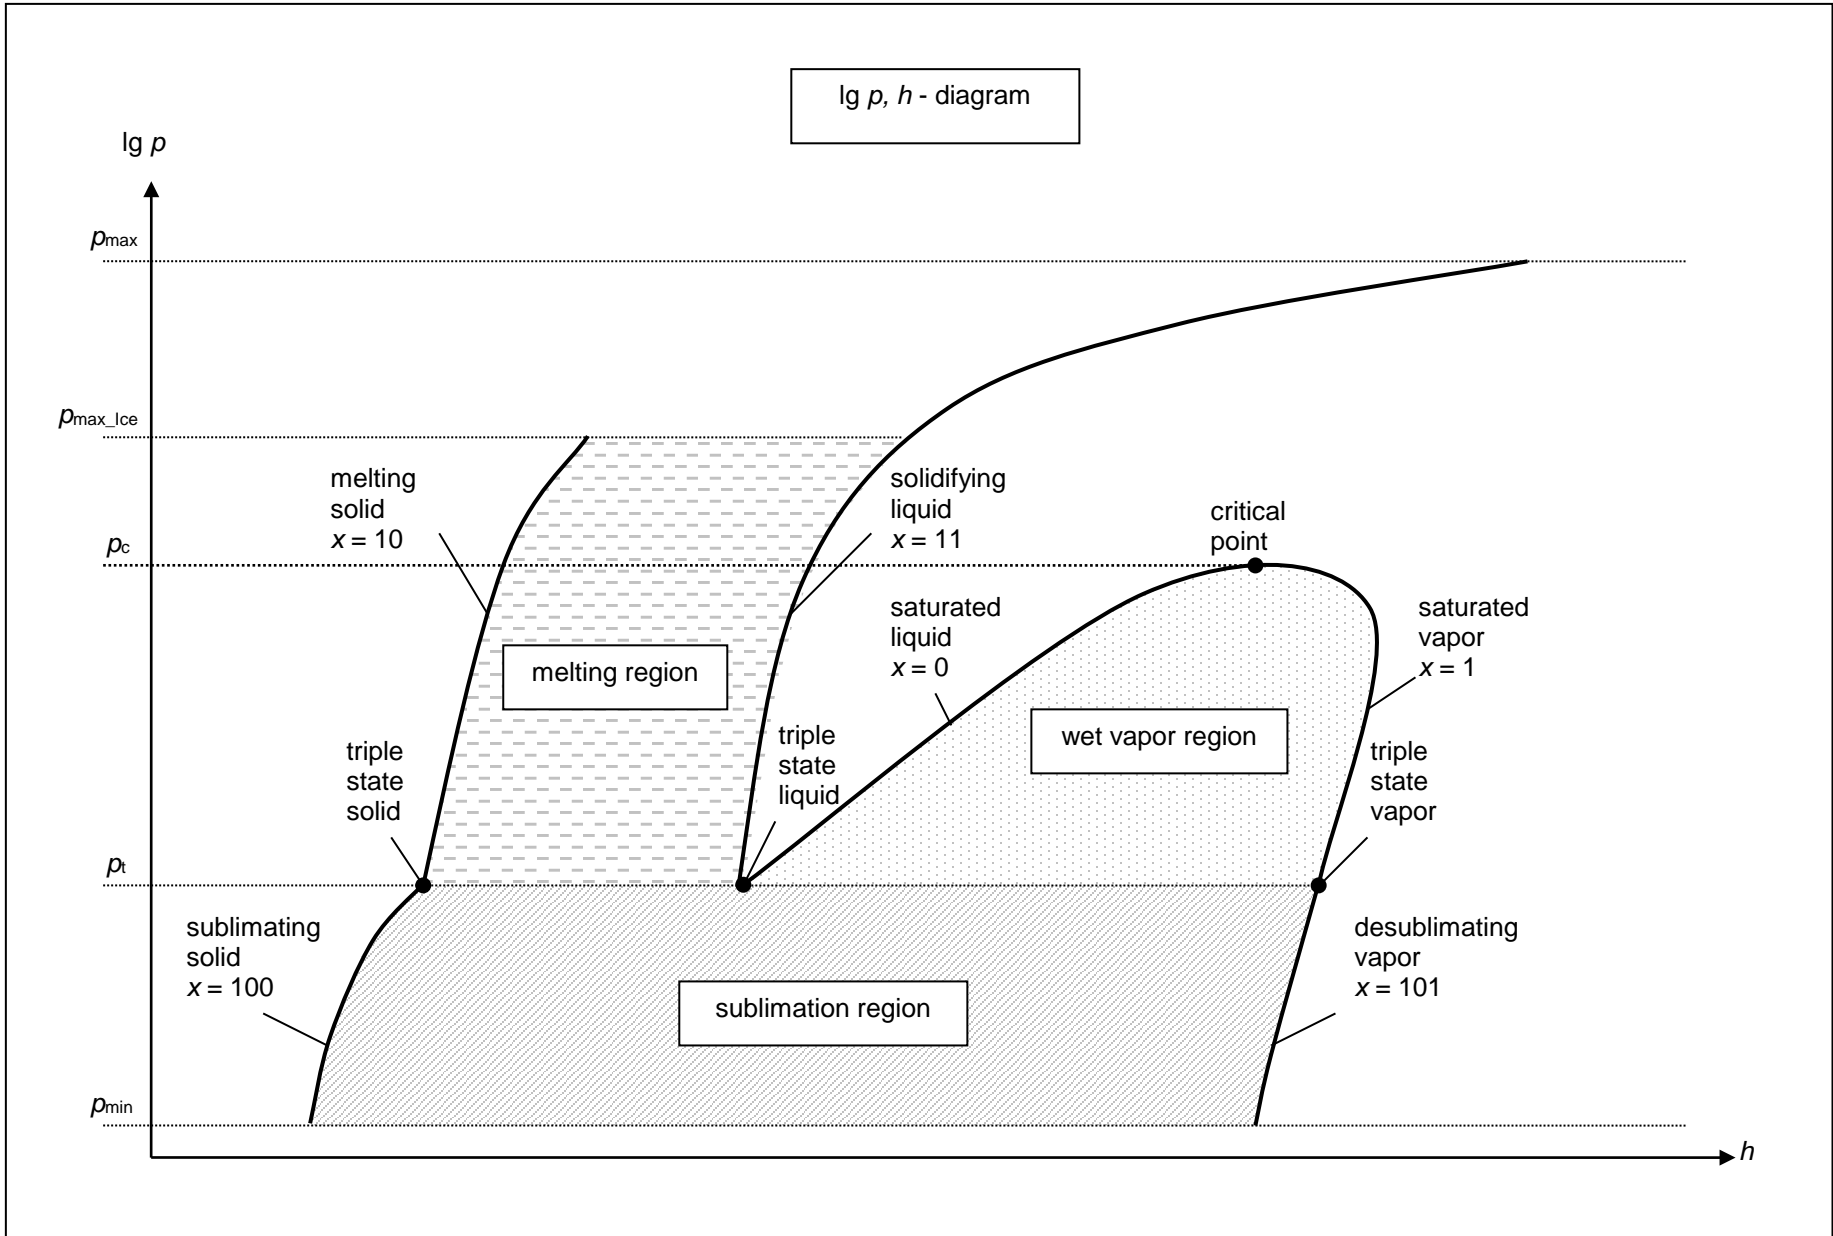 lg p, h - diagram
lg p
pmax
pmax_Ice
melting
solid
x = 10
solidifying
liquid
x = 11
critical
point
pc
saturated
liquid
x = 0
saturated
vapor
x = 1
melting region
wet vapor region
triple
state
solid
triple
state
liquid
triple
state
vapor
pt
sublimating
solid
x = 100
desublimating
vapor
x = 101
sublimation region
pmin
h